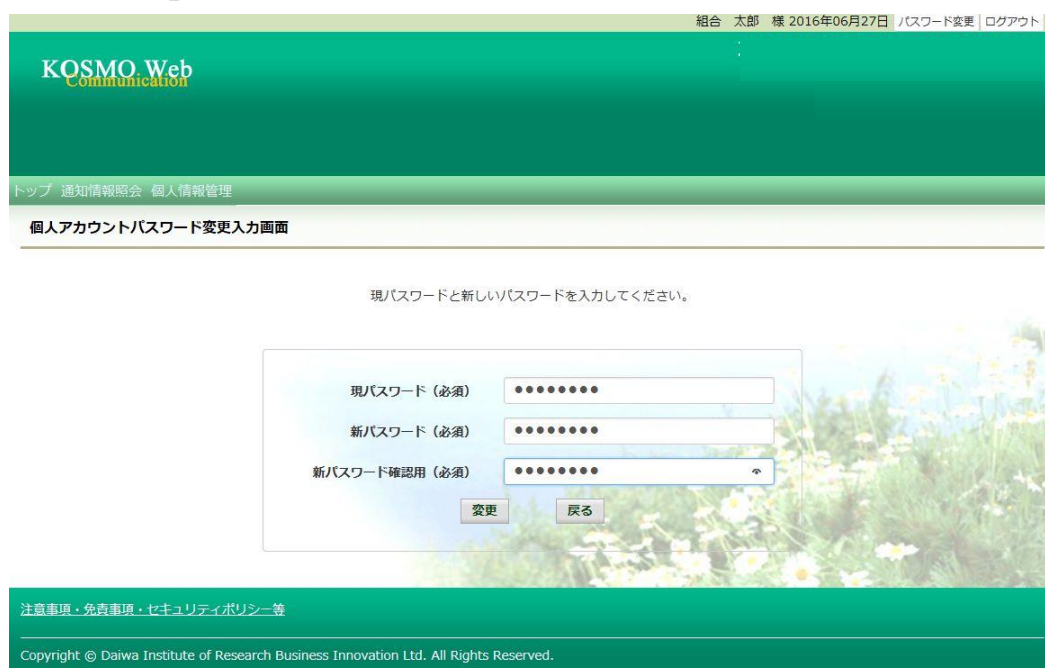 組合 太郎 様 2016年06月27日 パスワード変更 ログアウト
KOSMO Web
Communication
トップ 通知情報照会 個人情報管理
個人アカウントパスワード変更入力画面
現パスワードと新しいパスワードを入力してください。
現パスワード（必須） ●●●●●●●●
新パスワード（必須） ●●●●●●●●
新パスワード確認用（必須） ●●●●●●●●
変更 戻る
注意事項・免責事項・セキュリティポリシー等
Copyright © Daiwa Institute of Research Business Innovation Ltd. All Rights Reserved.